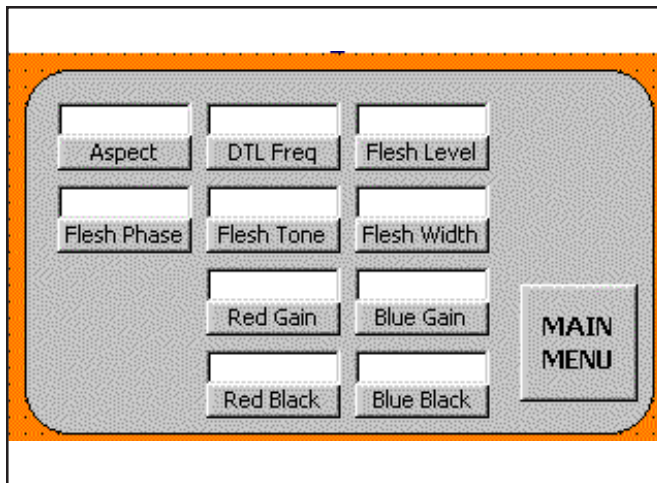 Aspect DTL Freq Flesh Level
Flesh Phase Flesh Tone Flesh Width
Red Gain Blue Gain
MAIN
MENU
Red Black Blue Black